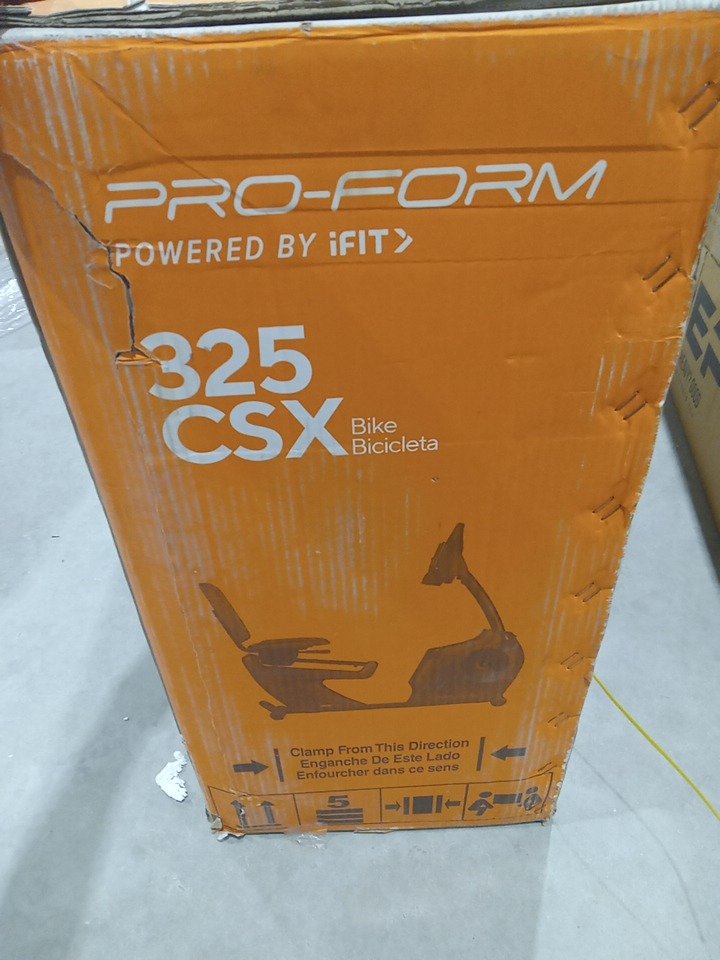 PRO-FORM
POWERED BY iFIT
325
CSX
Bike
Bicicleta
Clamp From This Direction
Enganche De Este Lado
Enfourcher dans ce sens
5